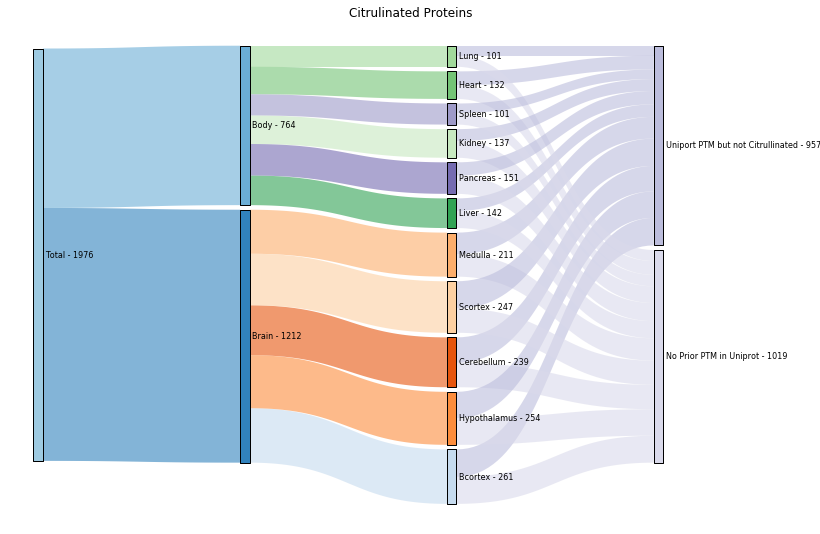 Citrulinated Proteins
Total - 1976
Body - 764
Brain - 1212
Lung - 101
Heart - 132
Spleen - 101
Kidney - 137
Pancreas - 151
Liver - 142
Medulla - 211
Scortex - 247
Cerebellum - 239
Hypothalamus - 254
Bcortex - 261
Uniport PTM but not Citrullinated - 957
No Prior PTM in Uniprot - 1019